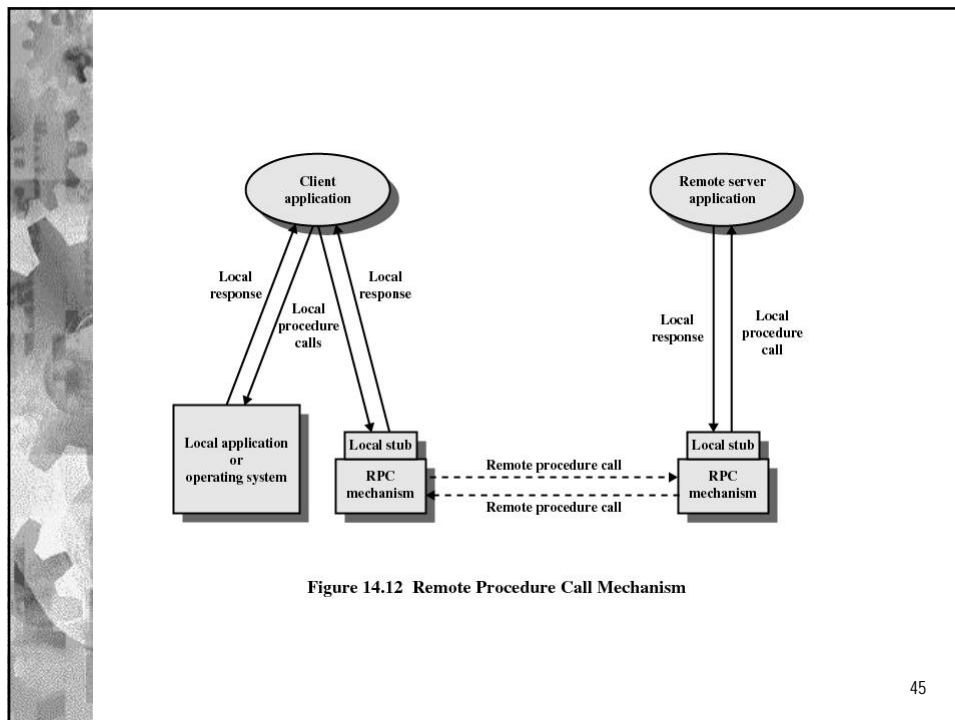 Client
application
Remote server
application
Local
response
Local
procedure
calls
Local
response
Local
response
Local
procedure
call
Local application
or
operating system
Local stub
RPC
mechanism
Remote procedure call
Remote procedure call
Local stub
RPC
mechanism
Figure 14.12 Remote Procedure Call Mechanism
45